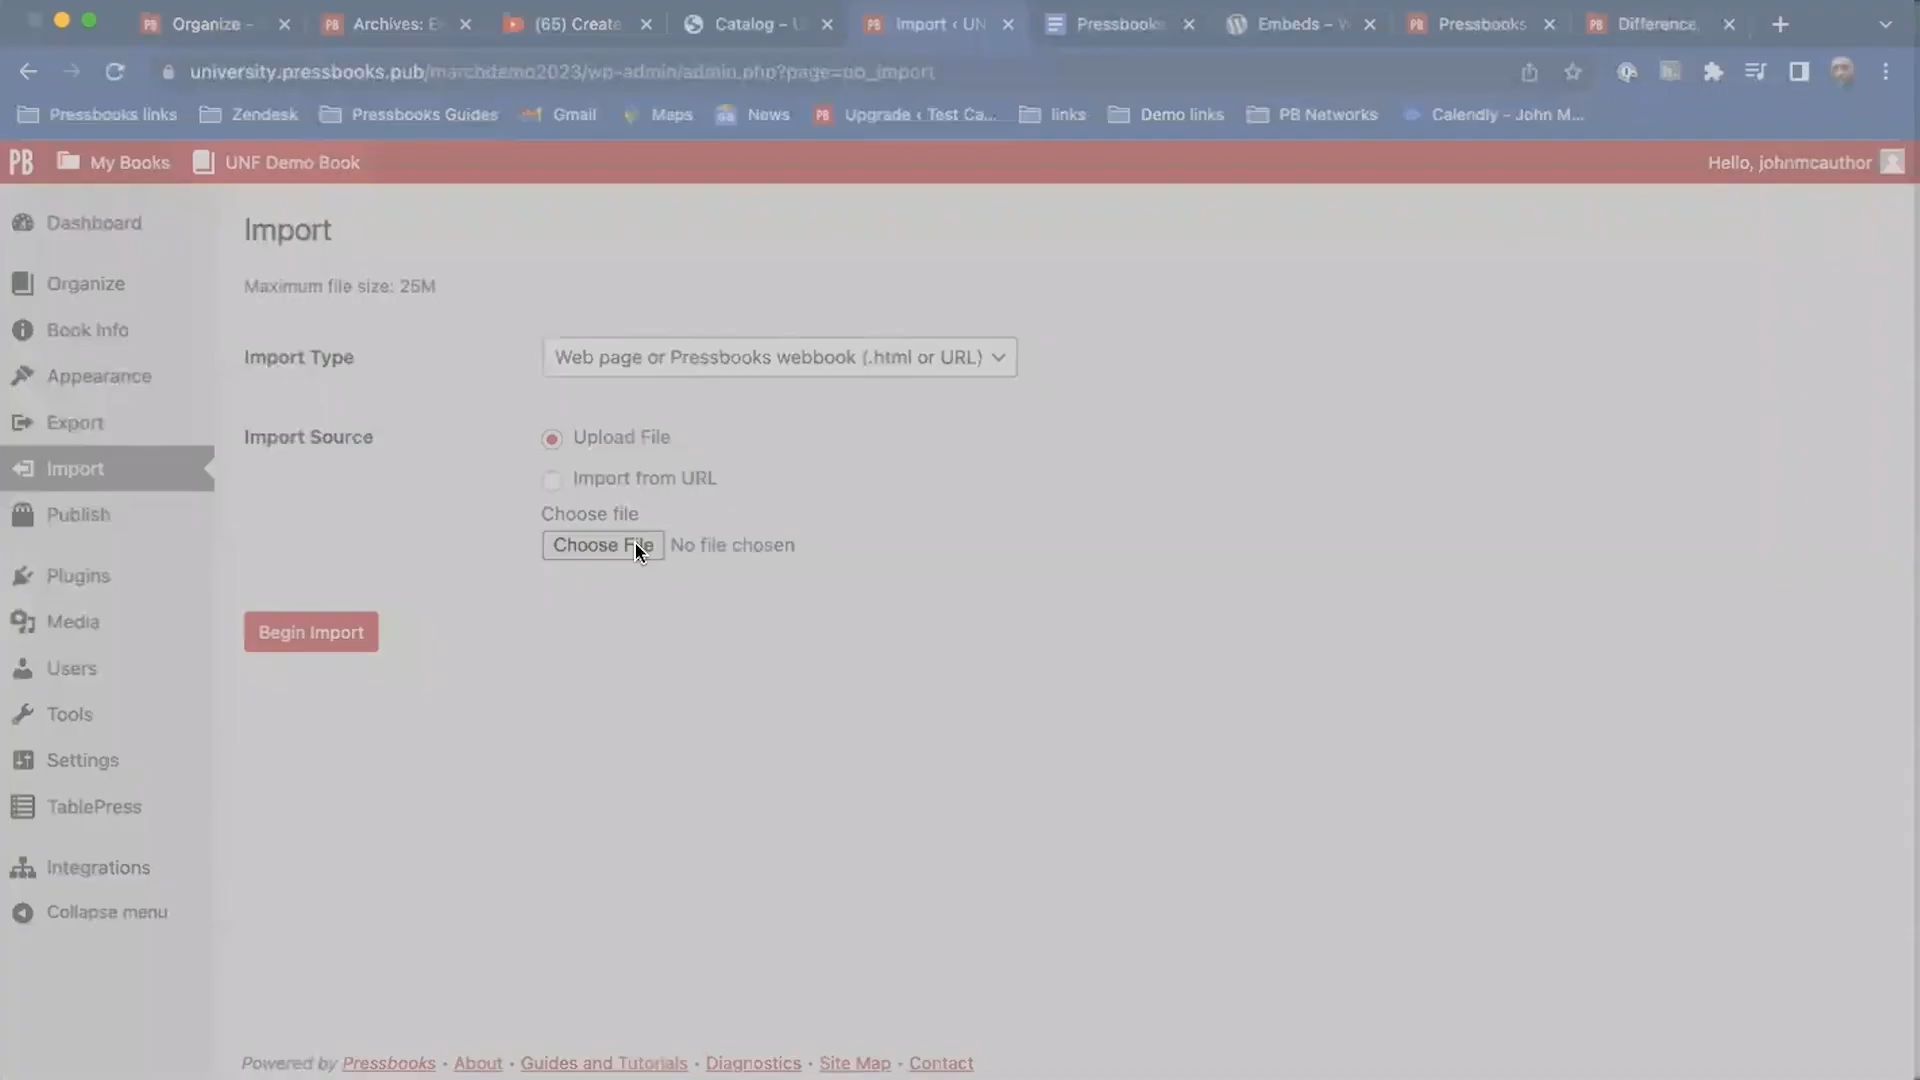 Organize -
Archives: E
(65) Create
Catalog – U
Import ‹ UN
Pressbook
Embeds – W
Pressbooks
Difference
university.pressbooks.pub/marchdemo2023/wp-admin/admin.php?page=pb_import
Pressbooks links
Zendesk
Pressbooks Guides
Gmail
Maps
News
Upgrade ‹ Test Ca...
links
Demo links
PB Networks
Calendly - John M...
PB
My Books
UNF Demo Book
Hello, johnmcauthor
Dashboard
Organize
Book Info
Appearance
Export
Import
Publish
Plugins
Media
Users
Tools
Settings
TablePress
Integrations
Collapse menu
Import
Maximum file size: 25M
Import Type
Web page or Pressbooks webbook (.html or URL)
Import Source
Upload File
Import from URL
Choose file
Choose File No file chosen
Begin Import
Powered by Pressbooks · About · Guides and Tutorials · Diagnostics · Site Map · Contact